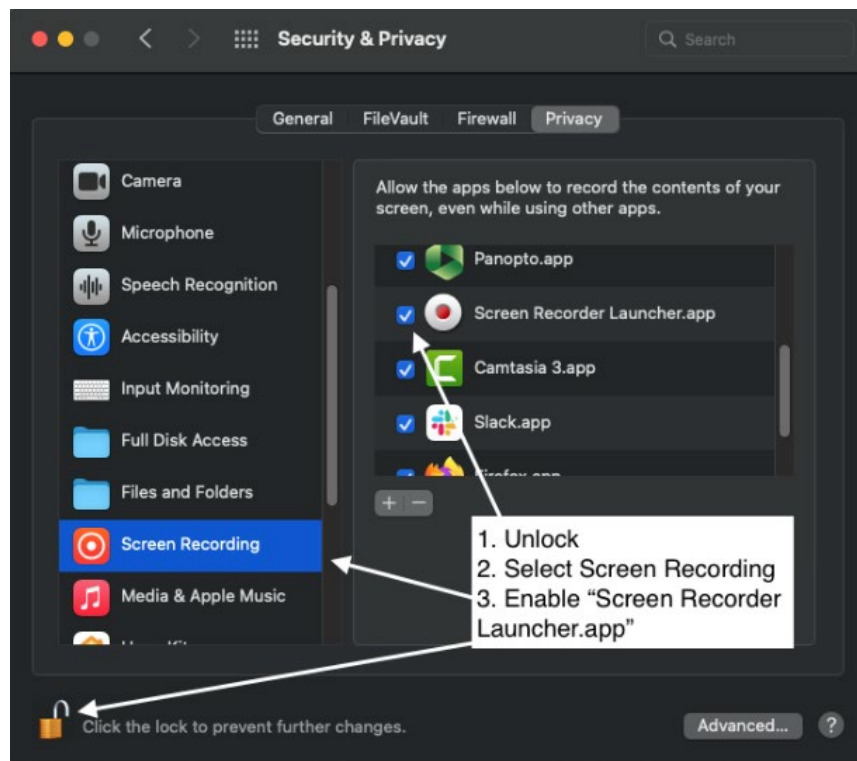 Security & Privacy
Search
General FileVault Firewall Privacy
Camera
Microphone
Speech Recognition
Accessibility
Input Monitoring
Full Disk Access
Files and Folders
Screen Recording
Media & Apple Music
Allow the apps below to record the contents of your
screen, even while using other apps.
Panopto.app
Screen Recorder Launcher.app
Camtasia 3.app
Slack.app
Firefox.app
1. Unlock
2. Select Screen Recording
3. Enable “Screen Recorder
Launcher.app”
Click the lock to prevent further changes.
Advanced... ?